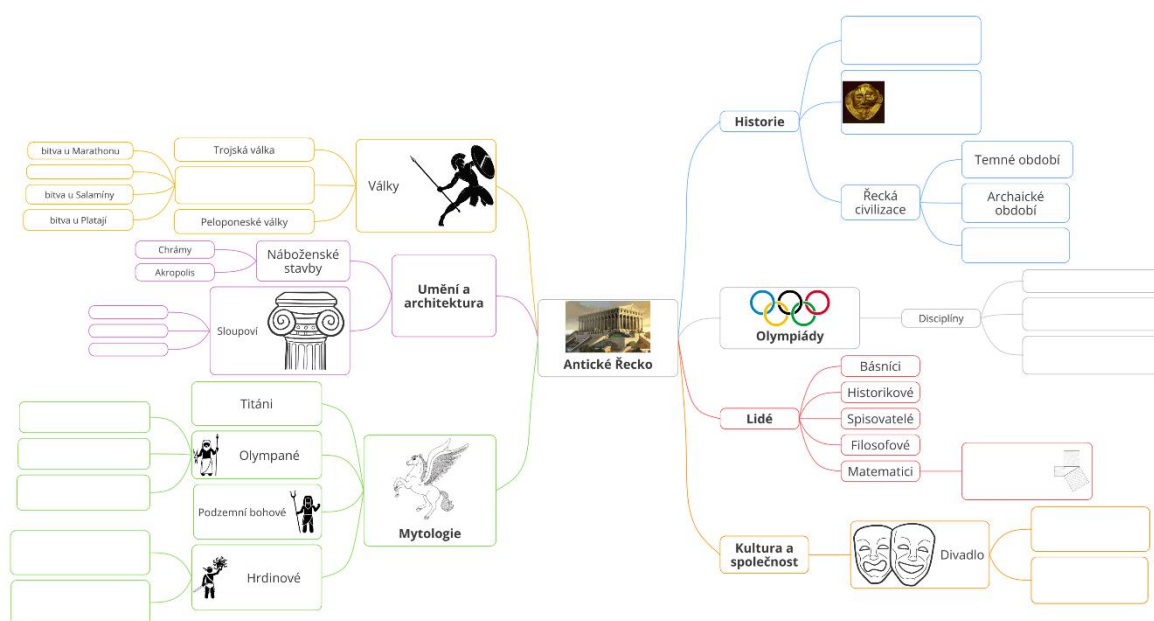 Antické Řecko
Historie
Řecká
civilizace
Temné období
Archaické
období
Olympiády
Disciplíny
Lidé
Básníci
Historikové
Spisovatelé
Filosofové
Matematici
Kultura a
společnost
Divadlo
Války
Trojská válka
bitva u Marathonu
bitva u Salamíny
bitva u Platají
Peloponeské války
Umění a
architektura
Náboženské
stavby
Chrámy
Akropolis
Sloupoví
Mytologie
Titáni
Olympané
Podzemní bohové
Hrdinové